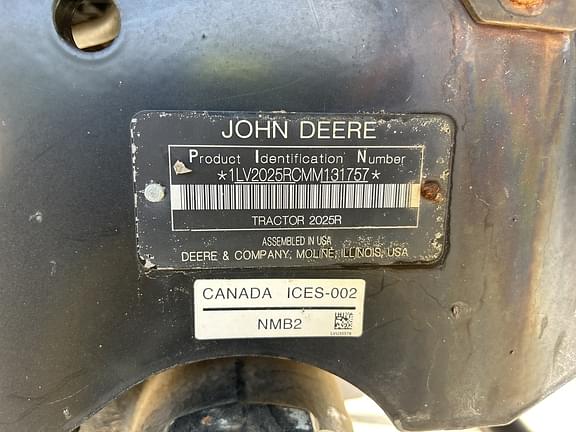 JOHN DEERE
Product Identification Number
*1LV2025RCMM131757*
TRACTOR 2025R
ASSEMBLED IN USA
DEERE & COMPANY, MOLINE, ILLINOIS, USA
CANADA ICES-002
NMB2